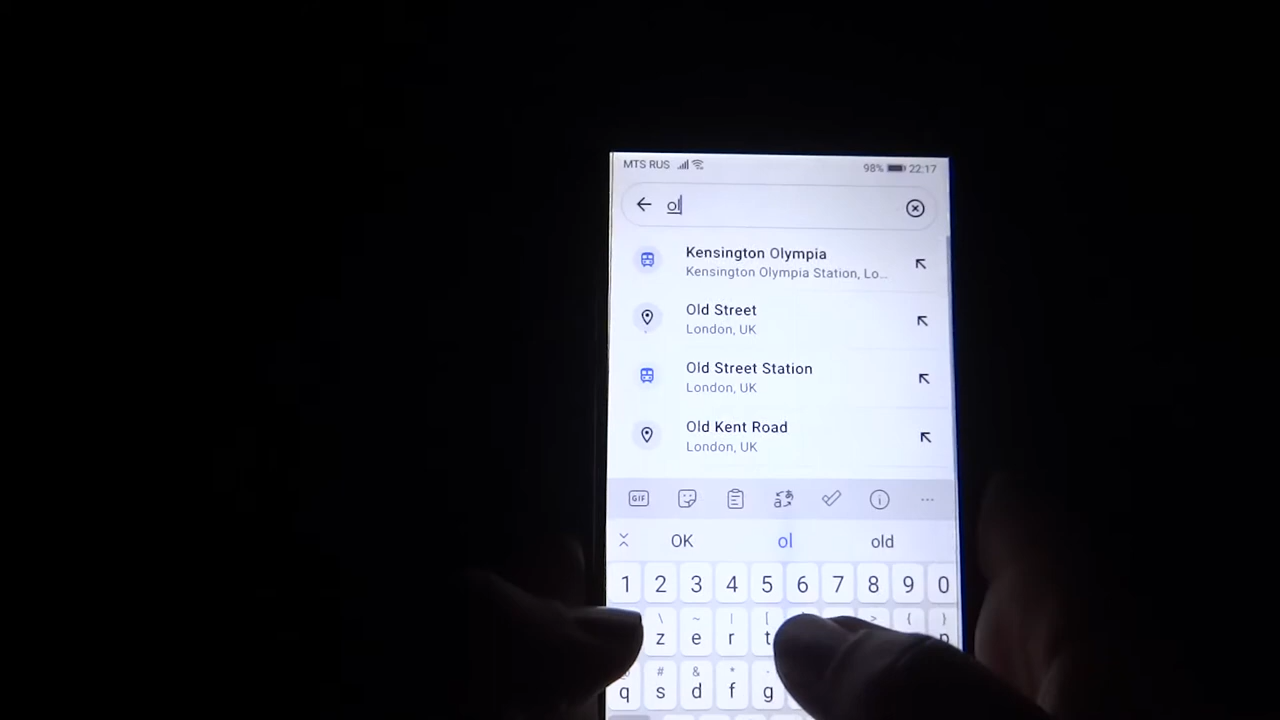 MTS RUS 98% 22:17
ol
Kensington Olympia
Kensington Olympia Station, Lo...
Old Street
London, UK
Old Street Station
London, UK
Old Kent Road
London, UK
GIF
OK ol old
1 2 3 4 5 6 7 8 9 0
\ ~ | [ > { }
z e r t p
# & * -
q s d f g